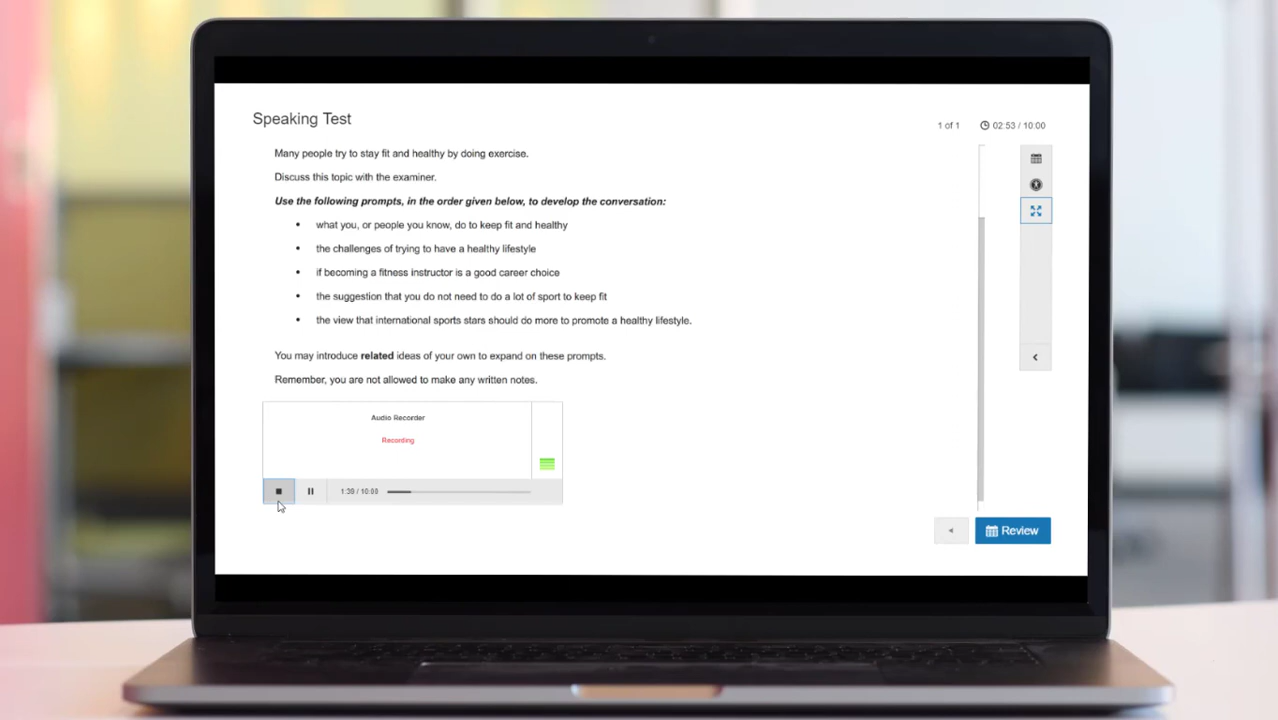 Speaking Test
1 of 1
02:53 / 10:00
Many people try to stay fit and healthy by doing exercise.
Discuss this topic with the examiner.
Use the following prompts, in the order given below, to develop the conversation:
• what you, or people you know, do to keep fit and healthy
• the challenges of trying to have a healthy lifestyle
• if becoming a fitness instructor is a good career choice
• the suggestion that you do not need to do a lot of sport to keep fit
• the view that international sports stars should do more to promote a healthy lifestyle.
You may introduce related ideas of your own to expand on these prompts.
Remember, you are not allowed to make any written notes.
Audio Recorder
Recording
1:39 / 10:00
Review